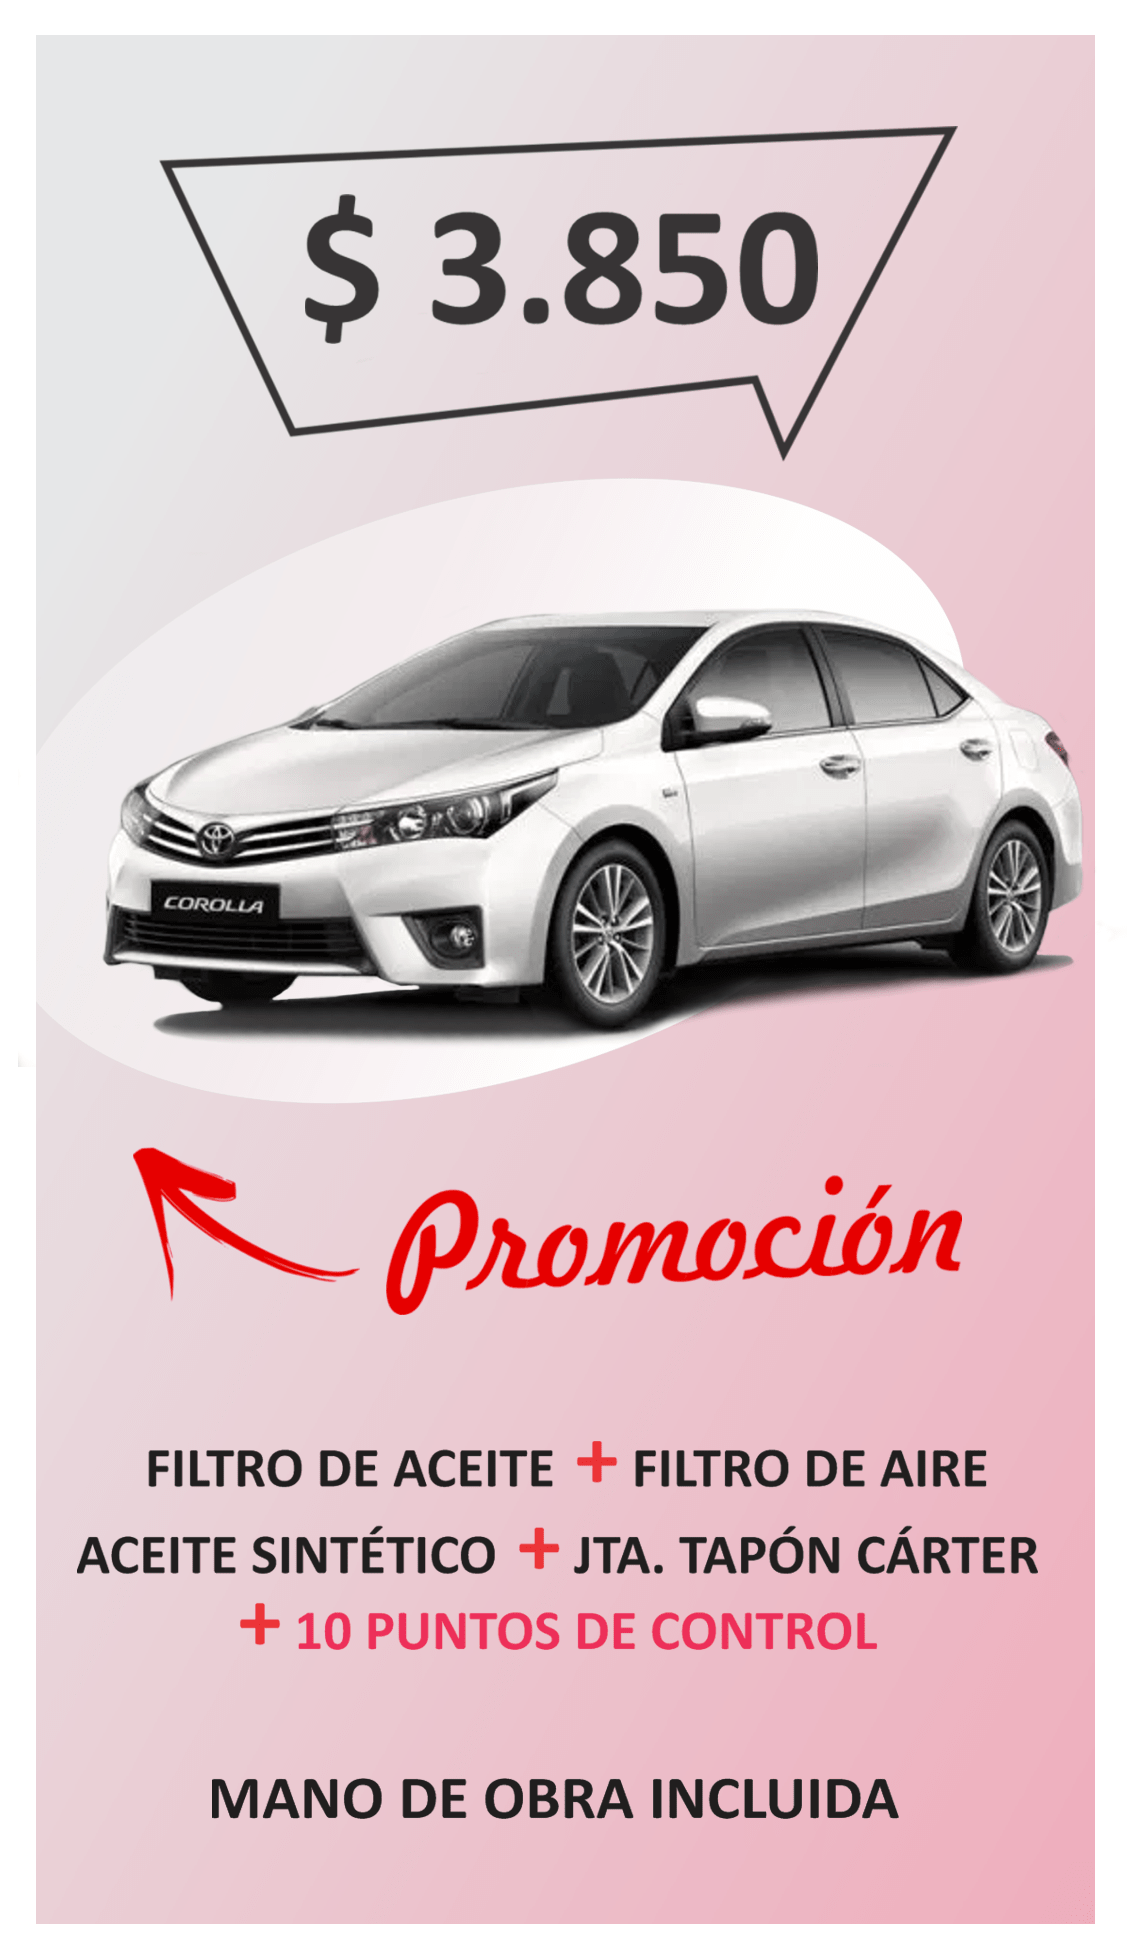 $ 3.850
COROLLA
Promoción
FILTRO DE ACEITE + FILTRO DE AIRE
ACEITE SINTÉTICO + JTA. TAPÓN CÁRTER
+ 10 PUNTOS DE CONTROL
MANO DE OBRA INCLUIDA